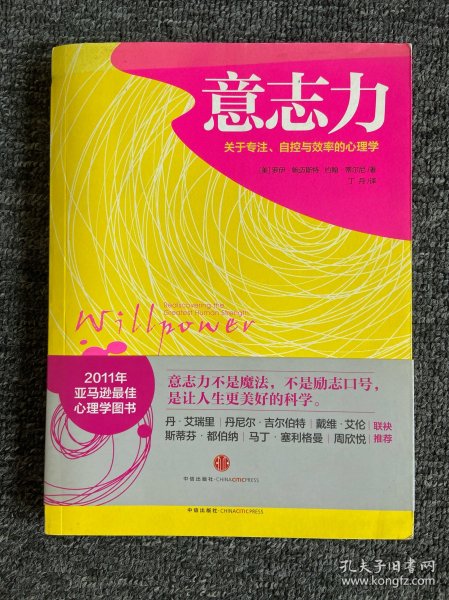 意志力
关于专注、自控与效率的心理学
[美]罗伊·鲍迈斯特 约翰·蒂尔尼/著
丁丹/译
Rediscovering the
Greatest Human Strength
Willpower
2011年
亚马逊最佳
心理学图书
意志力不是魔法，不是励志口号，
是让人生更美好的科学。
丹·艾瑞里|丹尼尔·吉尔伯特|戴维·艾伦
斯蒂芬·都伯纳|马丁·塞利格曼|周欣悦
联袂
推荐
中信出版社·CHINACITICPRESS
中信出版社·CHINACITICPRESS
孔夫子旧书网
www.kongfz.com